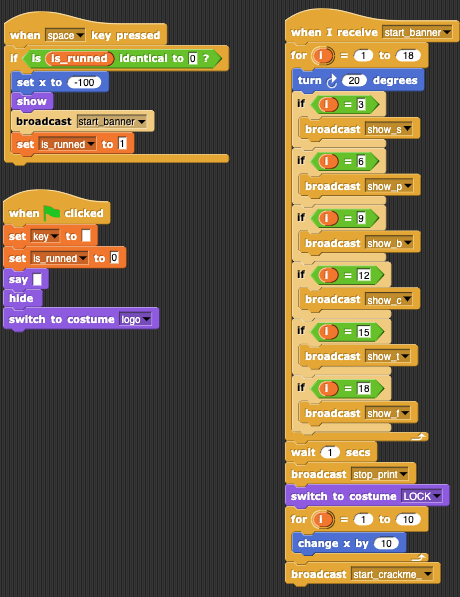 when space key pressed
if is is_runned identical to 0 ?
set x to -100
show
broadcast start_banner
set is_runned to 1
when clicked
set key to
set is_runned to 0
say
hide
switch to costume logo
when I receive start_banner
for i = 1 to 18
turn 20 degrees
if i = 3
broadcast show_s
if i = 6
broadcast show_p
if i = 9
broadcast show_b
if i = 12
broadcast show_c
if i = 15
broadcast show_t
if i = 18
broadcast show_f
wait 1 secs
broadcast stop_print
switch to costume LOCK
for i = 1 to 10
change x by 10
broadcast start_crackme_